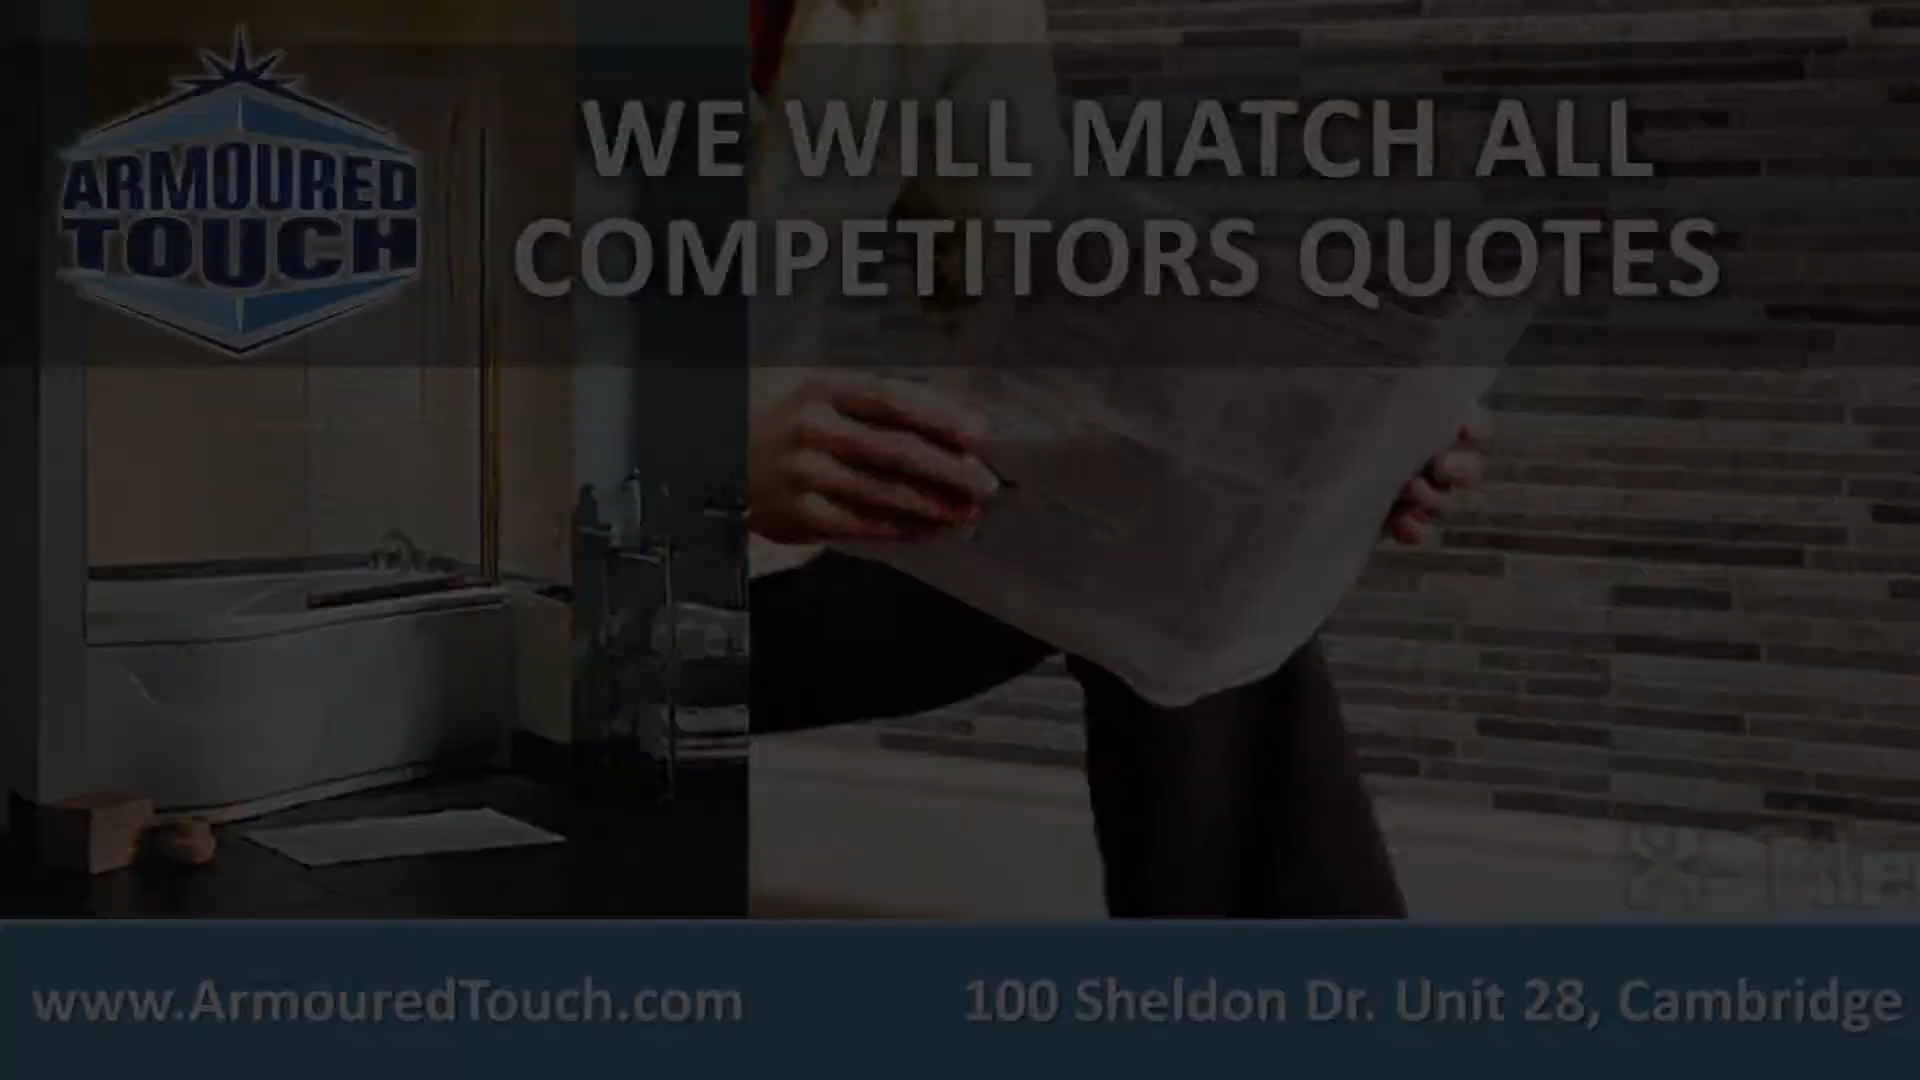 ARMOURED
TOUCH
WE WILL MATCH ALL
COMPETITORS QUOTES
www.ArmouredTouch.com
100 Sheldon Dr. Unit 28, Cambridge